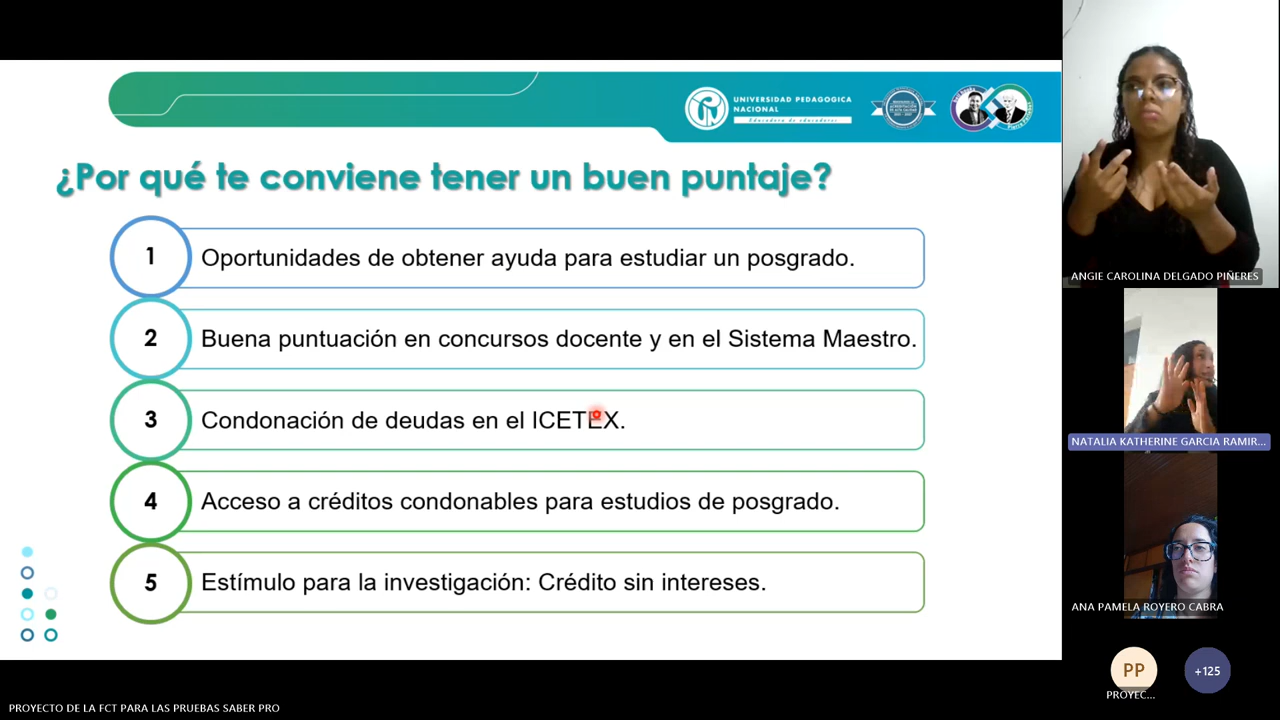 UNIVERSIDAD PEDAGOGICA
NACIONAL
Educadora de educadores
¿Por qué te conviene tener un buen puntaje?
1
Oportunidades de obtener ayuda para estudiar un posgrado.
2
Buena puntuación en concursos docente y en el Sistema Maestro.
3
Condonación de deudas en el ICETEX.
4
Acceso a créditos condonables para estudios de posgrado.
5
Estímulo para la investigación: Crédito sin intereses.
ANGIE CAROLINA DELGADO PIÑERES
NATALIA KATHERINE GARCIA RAMIR...
ANA PAMELA ROYERO CABRA
PP
PROYEC...
+125
PROYECTO DE LA FCT PARA LAS PRUEBAS SABER PRO